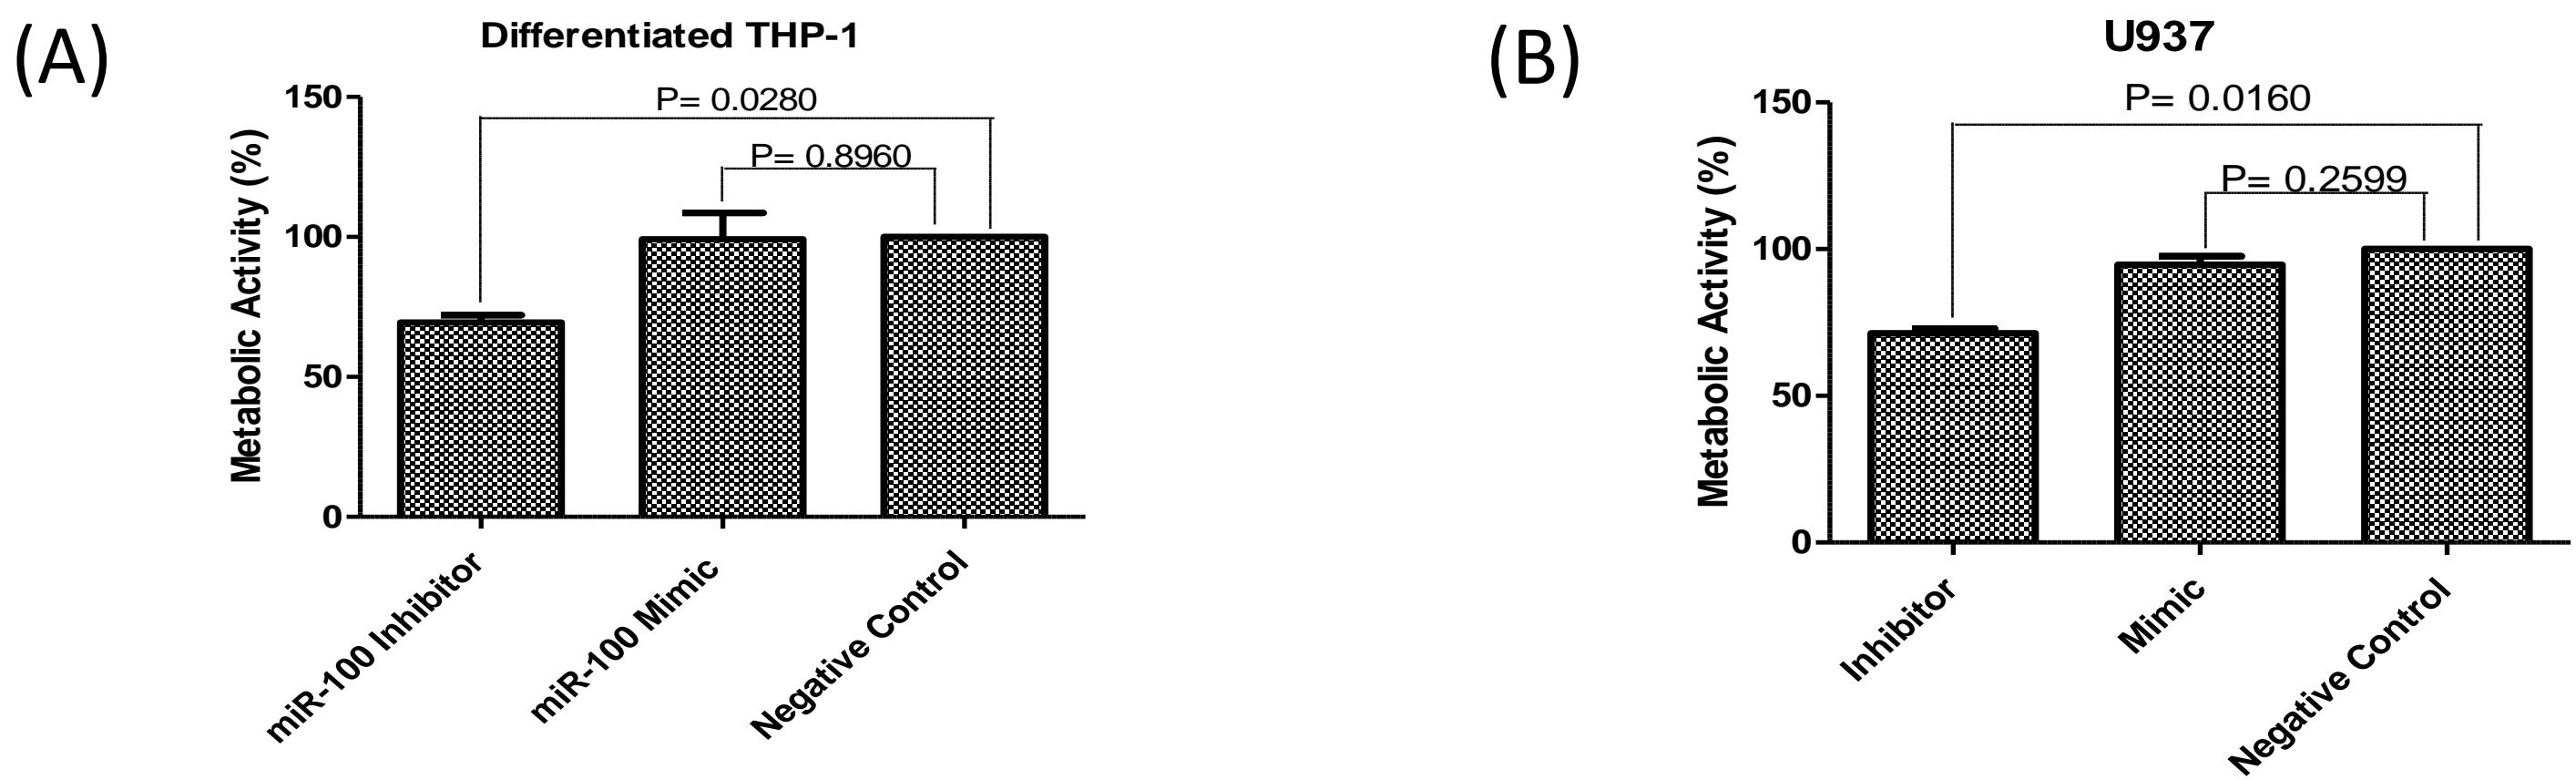 (A)
Differentiated THP-1
Metabolic Activity (%)
150
100
50
0
P= 0.0280
P= 0.8960
miR-100 Inhibitor
miR-100 Mimic
Negative Control
(B)
U937
Metabolic Activity (%)
150
100
50
0
P= 0.0160
P= 0.2599
Inhibitor
Mimic
Negative Control